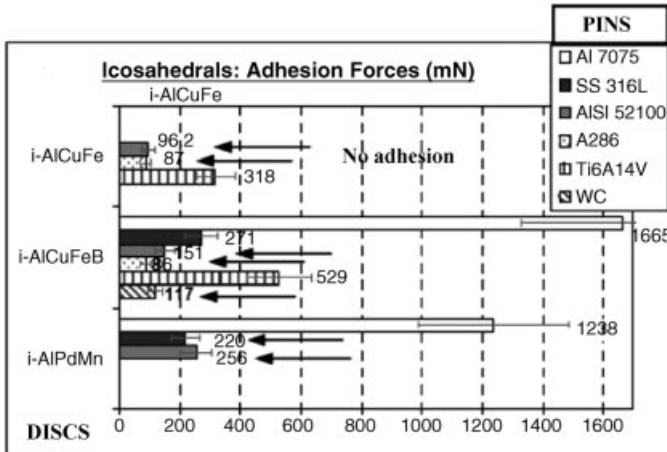 PINS
Al 7075
SS 316L
AISI 52100
A286
Ti6A14V
WC
Icosahedrals: Adhesion Forces (mN)
i-AlCuFe
i-AlCuFe
96.2
87
318
No adhesion
i-AlCuFeB
1665
271
151
86
529
117
i-AlPdMn
1238
220
256
DISCS
0 200 400 600 800 1000 1200 1400 1600